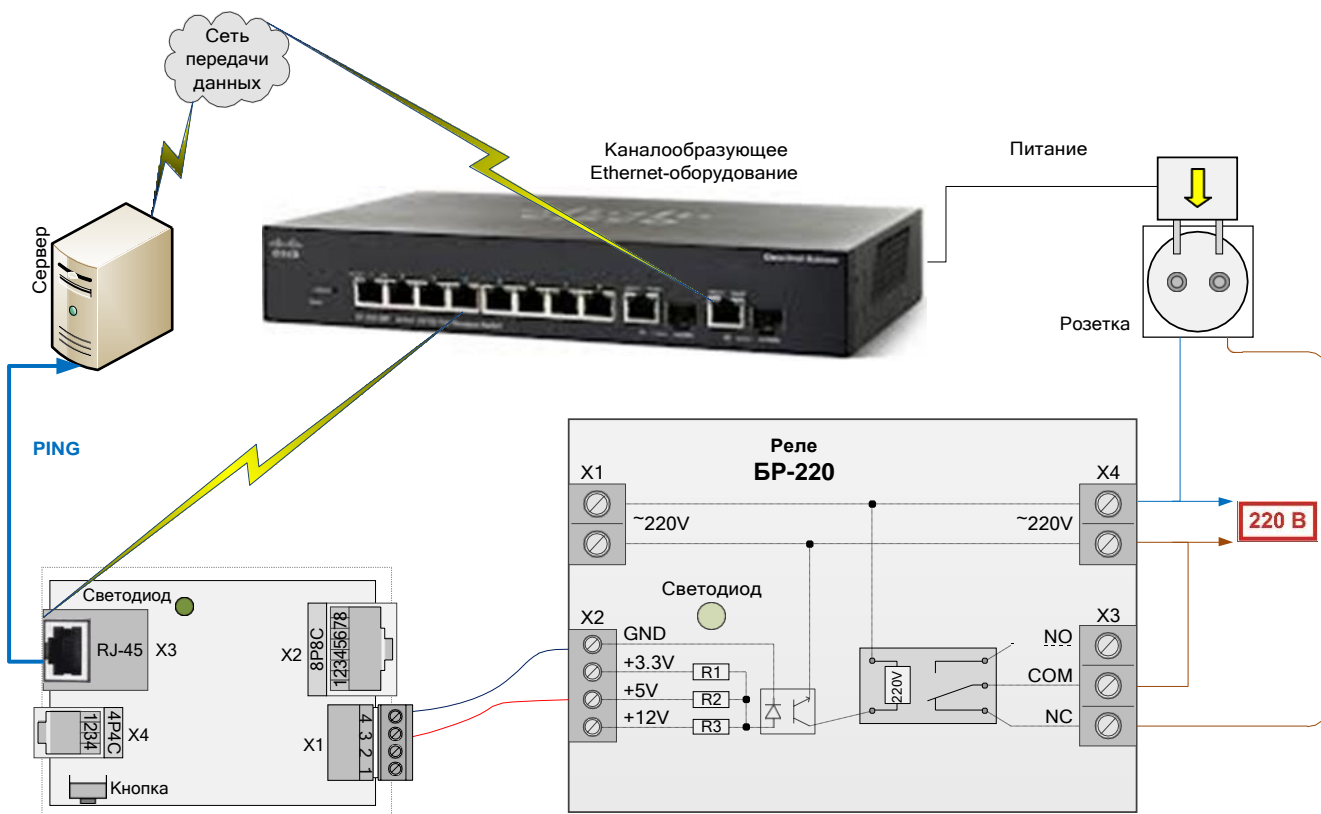 Сеть
передачи
данных
Каналообразующее
Ethernet-оборудование
Питание
Сервер
Розетка
PING
Реле
БР-220
X1
X4
~220V
~220V
220 В
Светодиод
X2
X3
GND
+3.3V
+5V
+12V
R1
R2
R3
220V
NO
COM
NC
Светодиод
RJ-45
X3
X2
8P8C
12345678
1234
4P4C
X4
X1
4 3 2 1
Кнопка